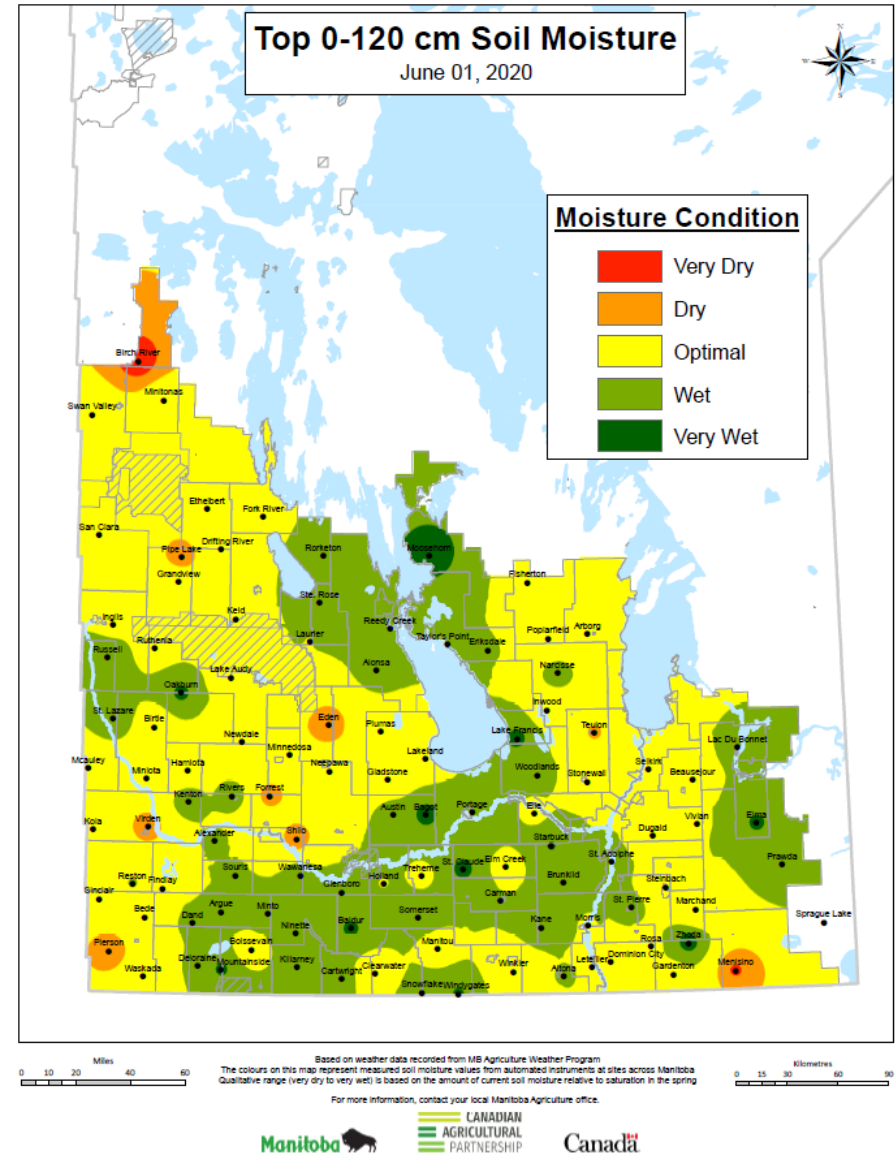 Top 0-120 cm Soil Moisture
June 01, 2020
N
W E
S
Moisture Condition
Very Dry
Dry
Optimal
Wet
Very Wet
Birch River
Minitonas
Swan Valley
Ethelbert
Fork River
San Clara
Drifting River
Pipe Lake
Rorketon
Moosehorn
Grandview
Fisherton
Ste. Rose
Inglis
Keld
Reedy Creek
Arborg
Poplarfield
Ruthenia
Laurier
Taylor's Point
Eriksdale
Russell
Lake Audy
Alonsa
Narcisse
Oakburn
St. Lazare
Birtle
Eden
Plumas
Inwood
Teulon
Newdale
Lake Francis
Lac Du Bonnet
Minnedosa
Lakeland
Mcauley
Miniota
Hamiota
Neepawa
Gladstone
Woodlands
Stonewall
Selkirk
Beausejour
Kenton
Rivers
Forrest
Austin
Bagot
Portage
Elie
Kola
Virden
Alexander
Shilo
Starbuck
Dugald
Vivian
Elma
St. Adolphe
Prawda
Reston
Findlay
Souris
Wawanesa
Treherne
St. Claude
Elm Creek
Holland
Glenboro
Brunkild
Steinbach
Sinclair
Bede
Argue
Minto
Carman
St. Pierre
Marchand
Dand
Ninette
Baldur
Somerset
Kane
Morris
Sprague Lake
Pierson
Boissevain
Manitou
Rosa
Zhoda
Deloraine
Mountainside
Killarney
Cartwright
Clearwater
Winkler
Altona
Letellier
Dominion City
Gardenton
Menisino
Waskada
Snowflake
Windygates
Miles
0 10 20 40 60
Based on weather data recorded from MB Agriculture Weather Program
The colours on this map represent measured soil moisture values from automated instruments at sites across Manitoba
Qualitative range (very dry to very wet) is based on the amount of current soil moisture relative to saturation in the spring
For more information, contact your local Manitoba Agriculture office.
Kilometres
0 15 30 60 90
Manitoba
CANADIAN
AGRICULTURAL
PARTNERSHIP
Canada